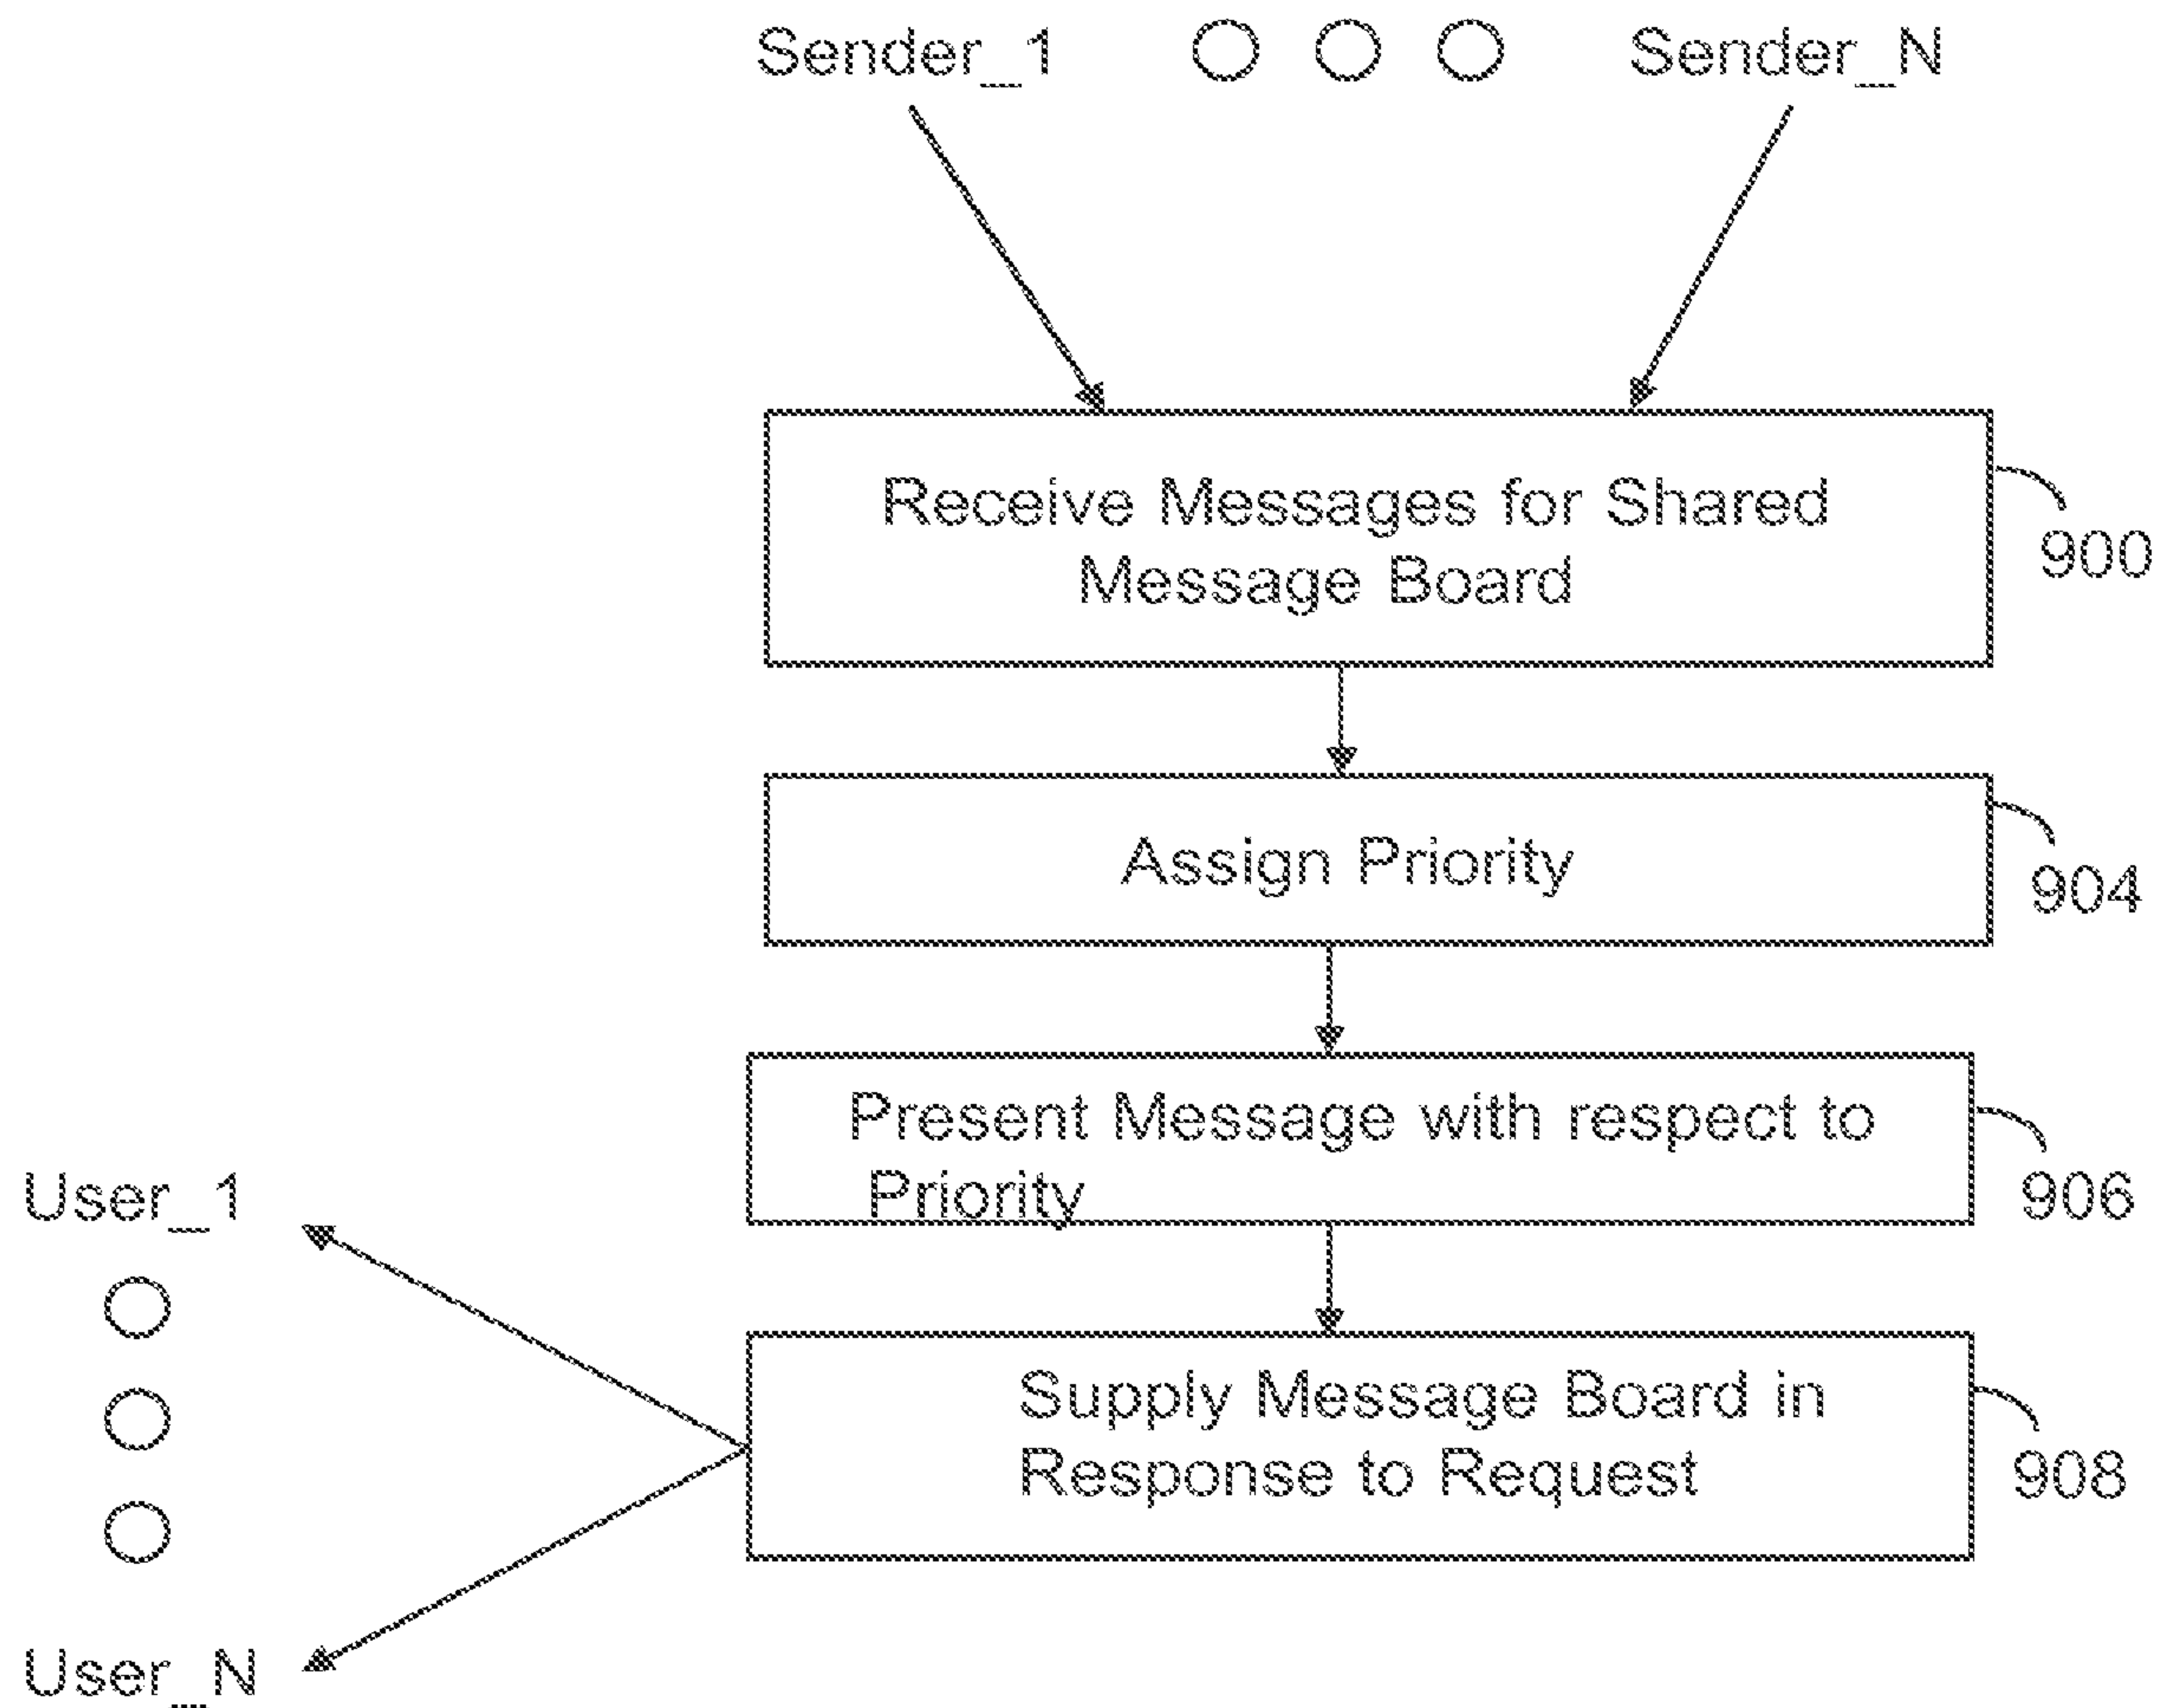 Sender_1
Sender_N
Receive Messages for Shared
Message Board
900
Assign Priority
904
Present Message with respect to
Priority
906
User_1
Supply Message Board in
Response to Request
908
User_N